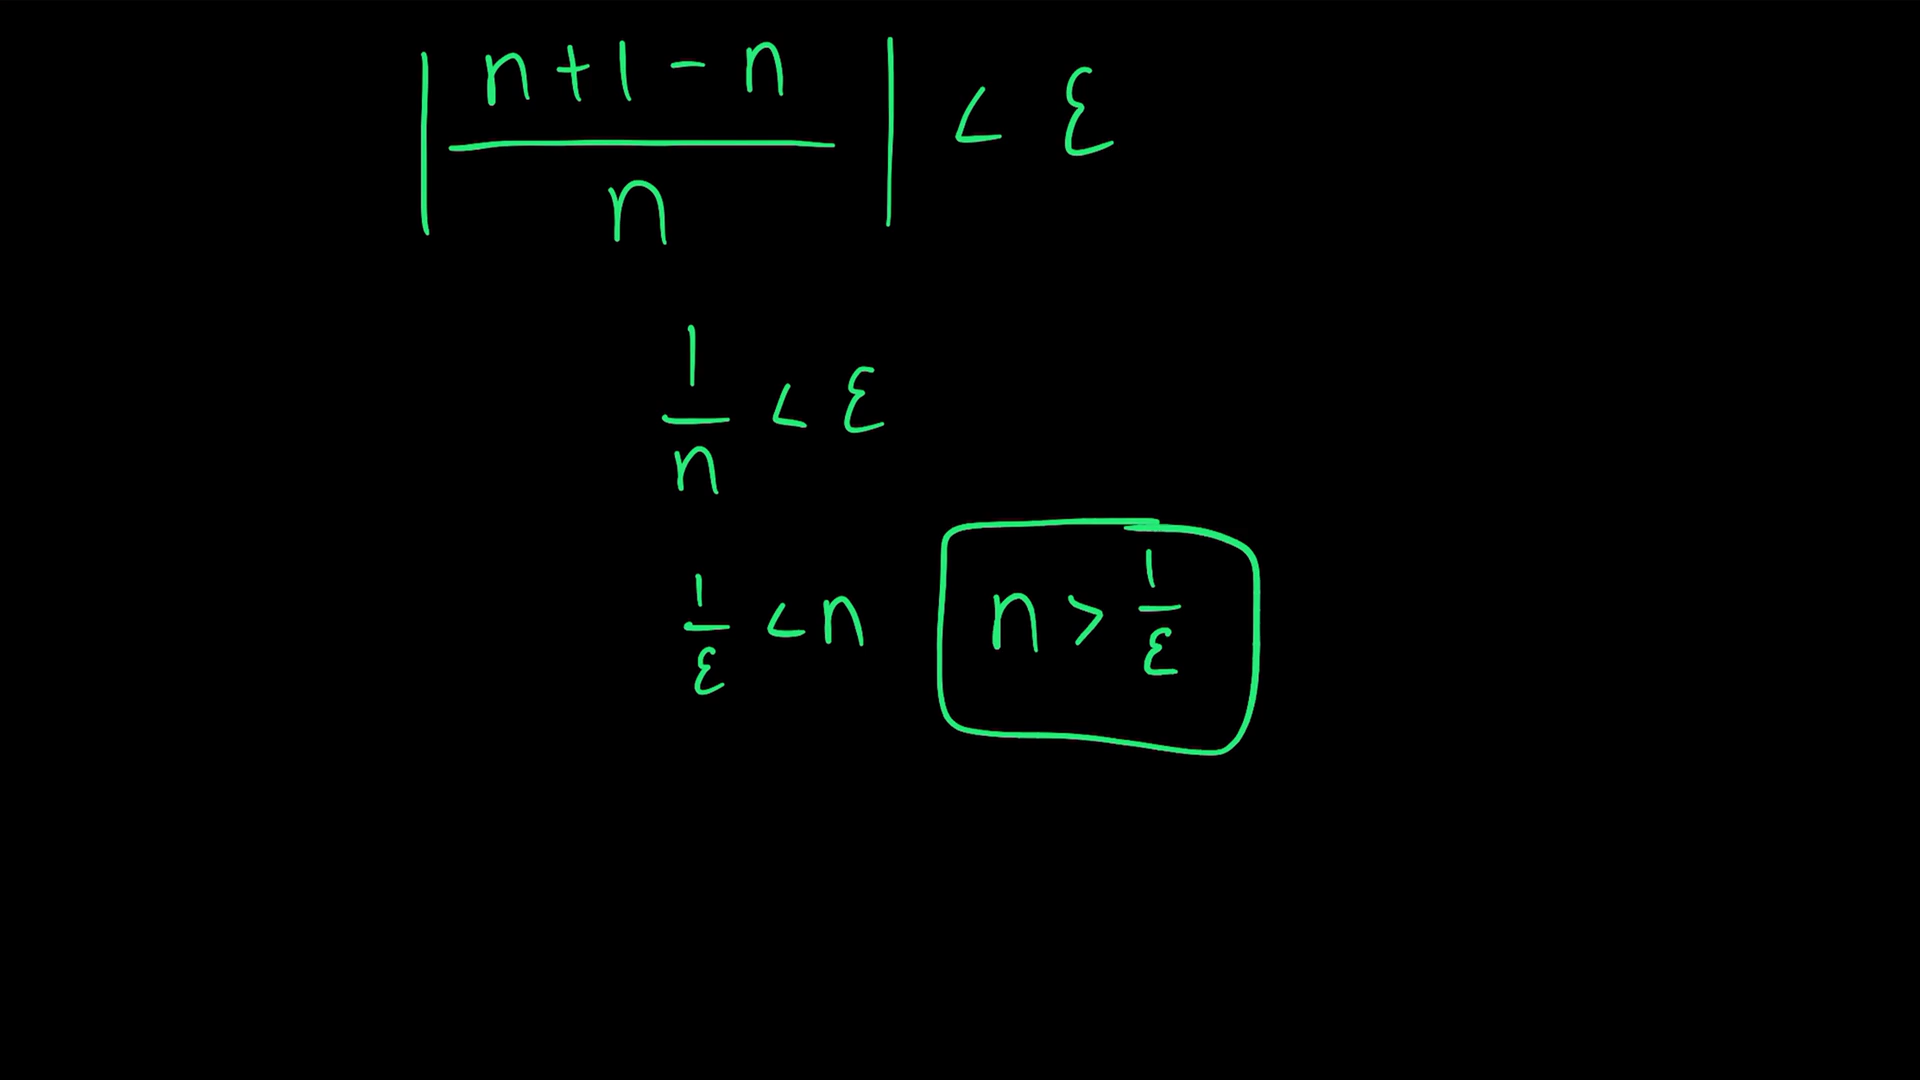 | (n+1-n)/n | < ε
1/n < ε
1/ε < n   n > 1/ε